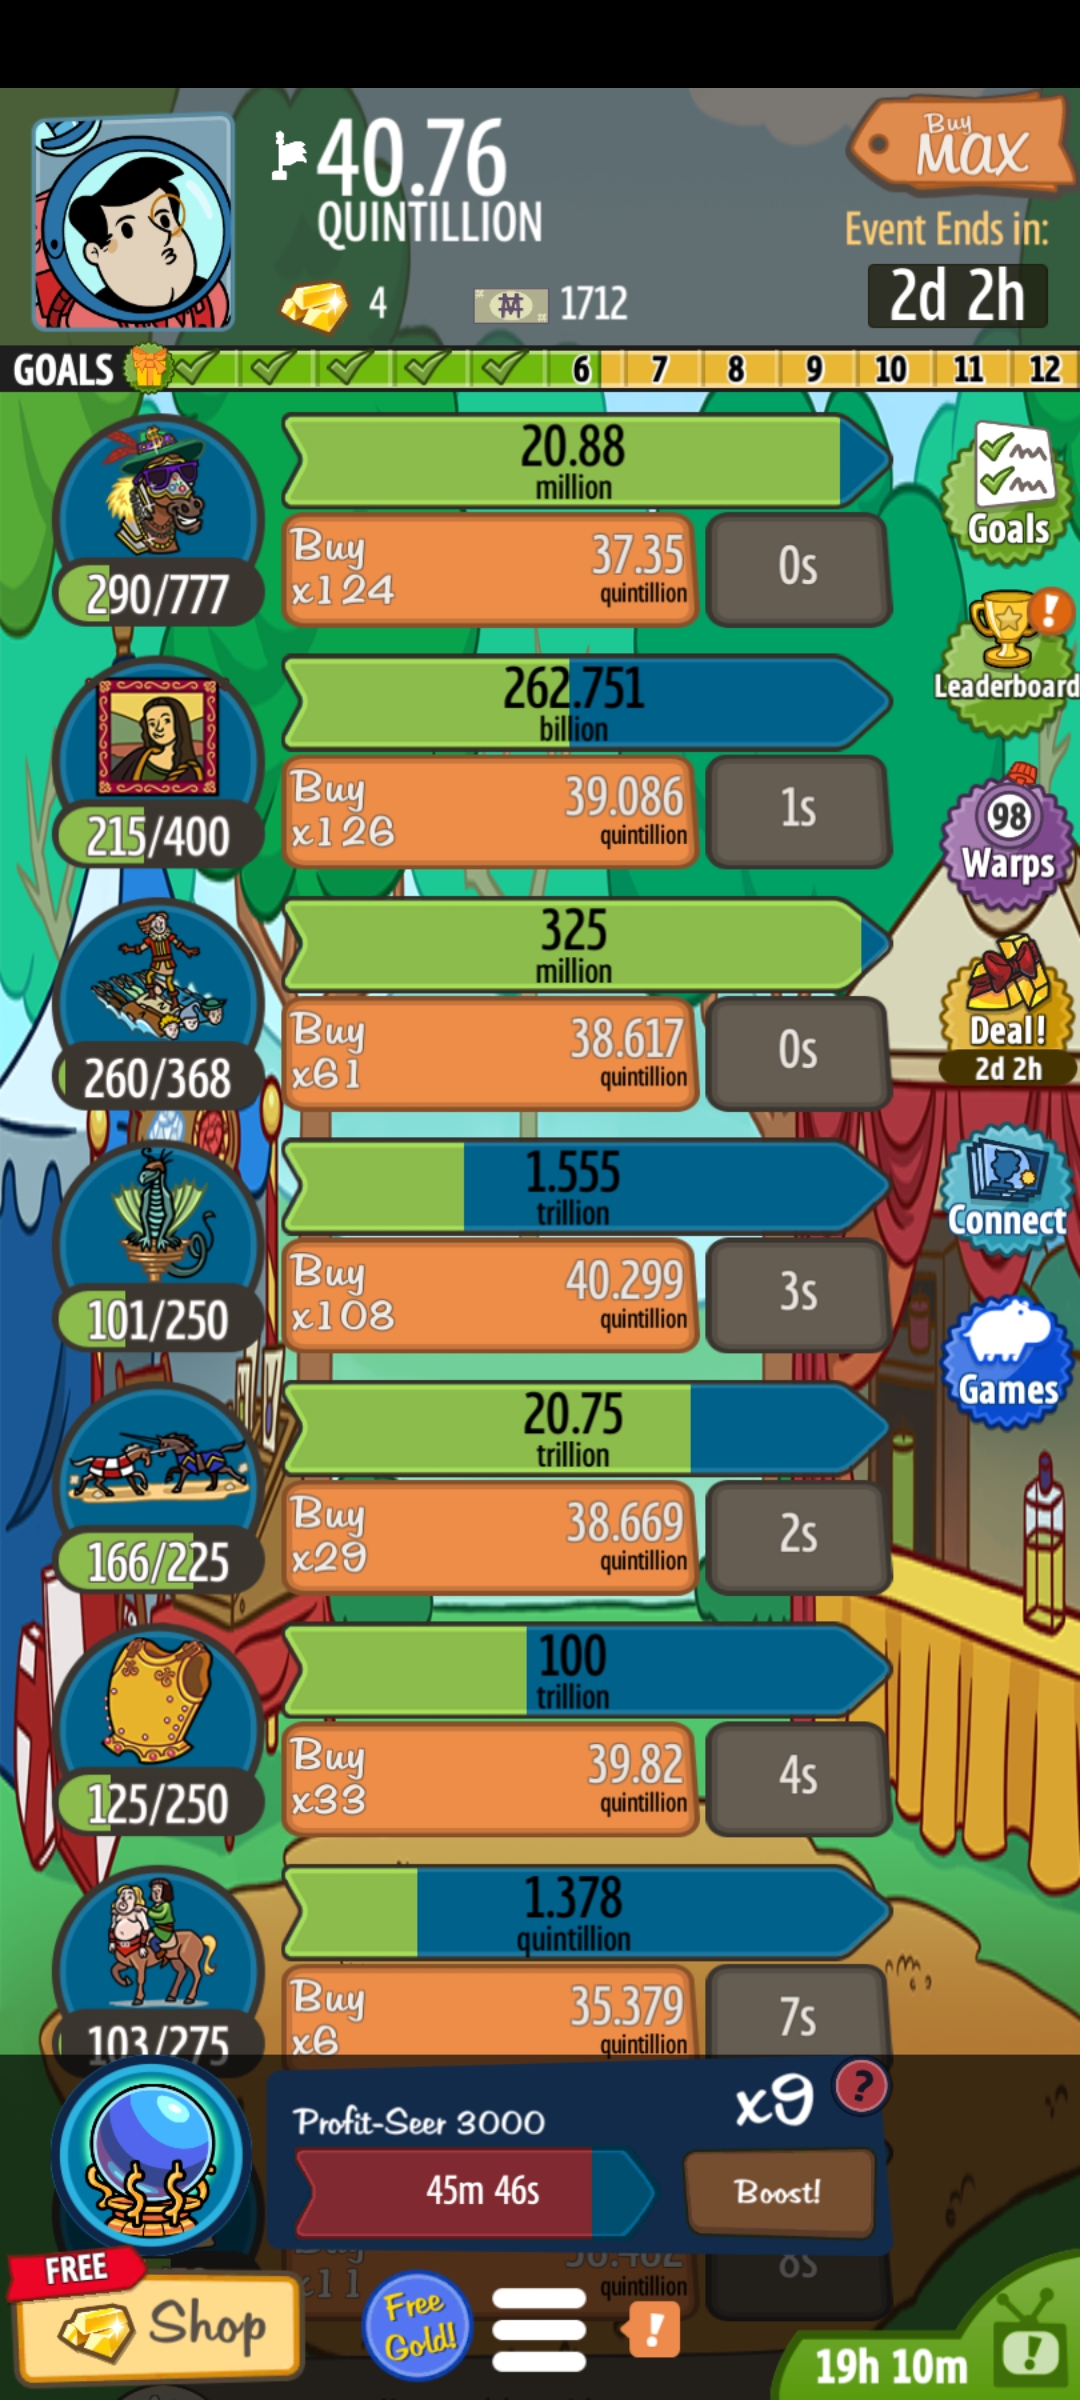 40.76
QUINTILLION
Buy
MAX
Event Ends in:
2d 2h
4
1712
GOALS
6 7 8 9 10 11 12
20.88
million
Buy
x124
37.35
quintillion
0s
290/777
Goals
Leaderboard
262.751
billion
Buy
x126
39.086
quintillion
1s
215/400
98
Warps
325
million
Buy
x61
38.617
quintillion
0s
260/368
Deal!
2d 2h
1.555
trillion
Buy
x108
40.299
quintillion
3s
101/250
Connect
Games
20.75
trillion
Buy
x29
38.669
quintillion
2s
166/225
100
trillion
Buy
x33
39.82
quintillion
4s
125/250
1.378
quintillion
Buy
x6
35.379
quintillion
7s
103/275
Profit-Seer 3000
x9
?
45m 46s
Boost!
x11
quintillion
8s
FREE
Shop
Free
Gold!
!
19h 10m
!